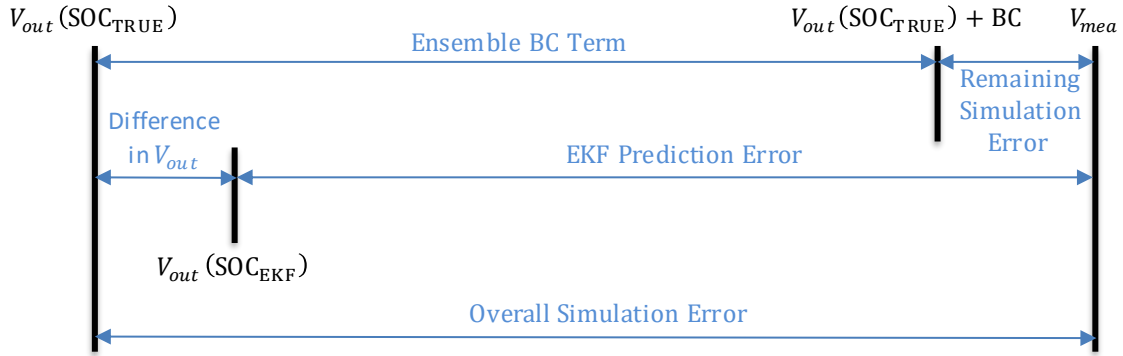 V_out(SOC_TRUE) V_out(SOC_TRUE) + BC V_mea
Ensemble BC Term
Remaining
Simulation
Error
Difference
in V_out
EKF Prediction Error
V_out(SOC_EKF)
Overall Simulation Error